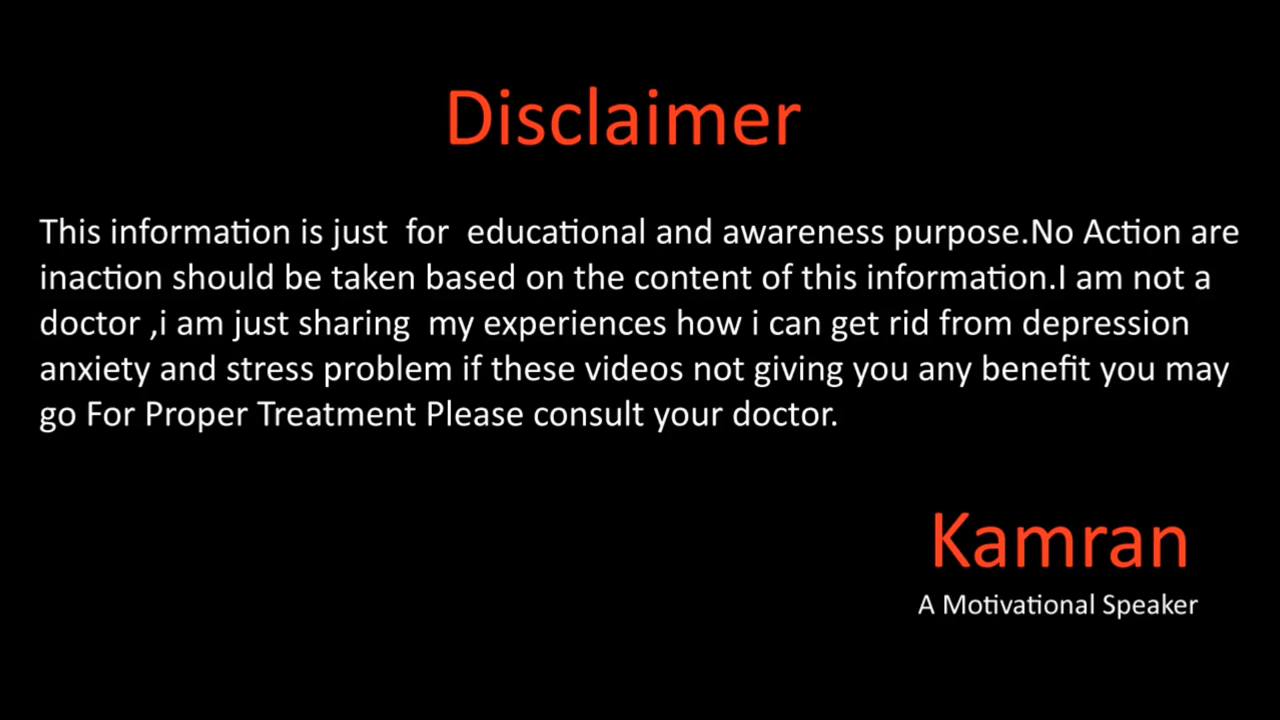 Disclaimer
This information is just  for  educational and awareness purpose.No Action are
inaction should be taken based on the content of this information.I am not a
doctor ,i am just sharing  my experiences how i can get rid from depression
anxiety and stress problem if these videos not giving you any benefit you may
go For Proper Treatment Please consult your doctor.
Kamran
A Motivational Speaker